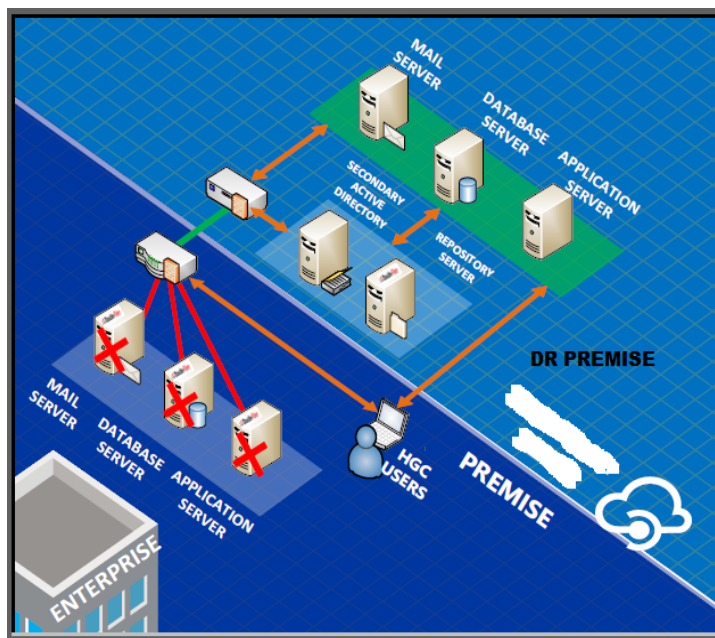 MAIL
SERVER
DATABASE
SERVER
APPLICATION
SERVER
SECONDARY
ACTIVE
DIRECTORY
REPOSITORY
SERVER
DR PREMISE
MAIL
SERVER
DATABASE
SERVER
APPLICATION
SERVER
HGC
USERS
PREMISE
ENTERPRISE